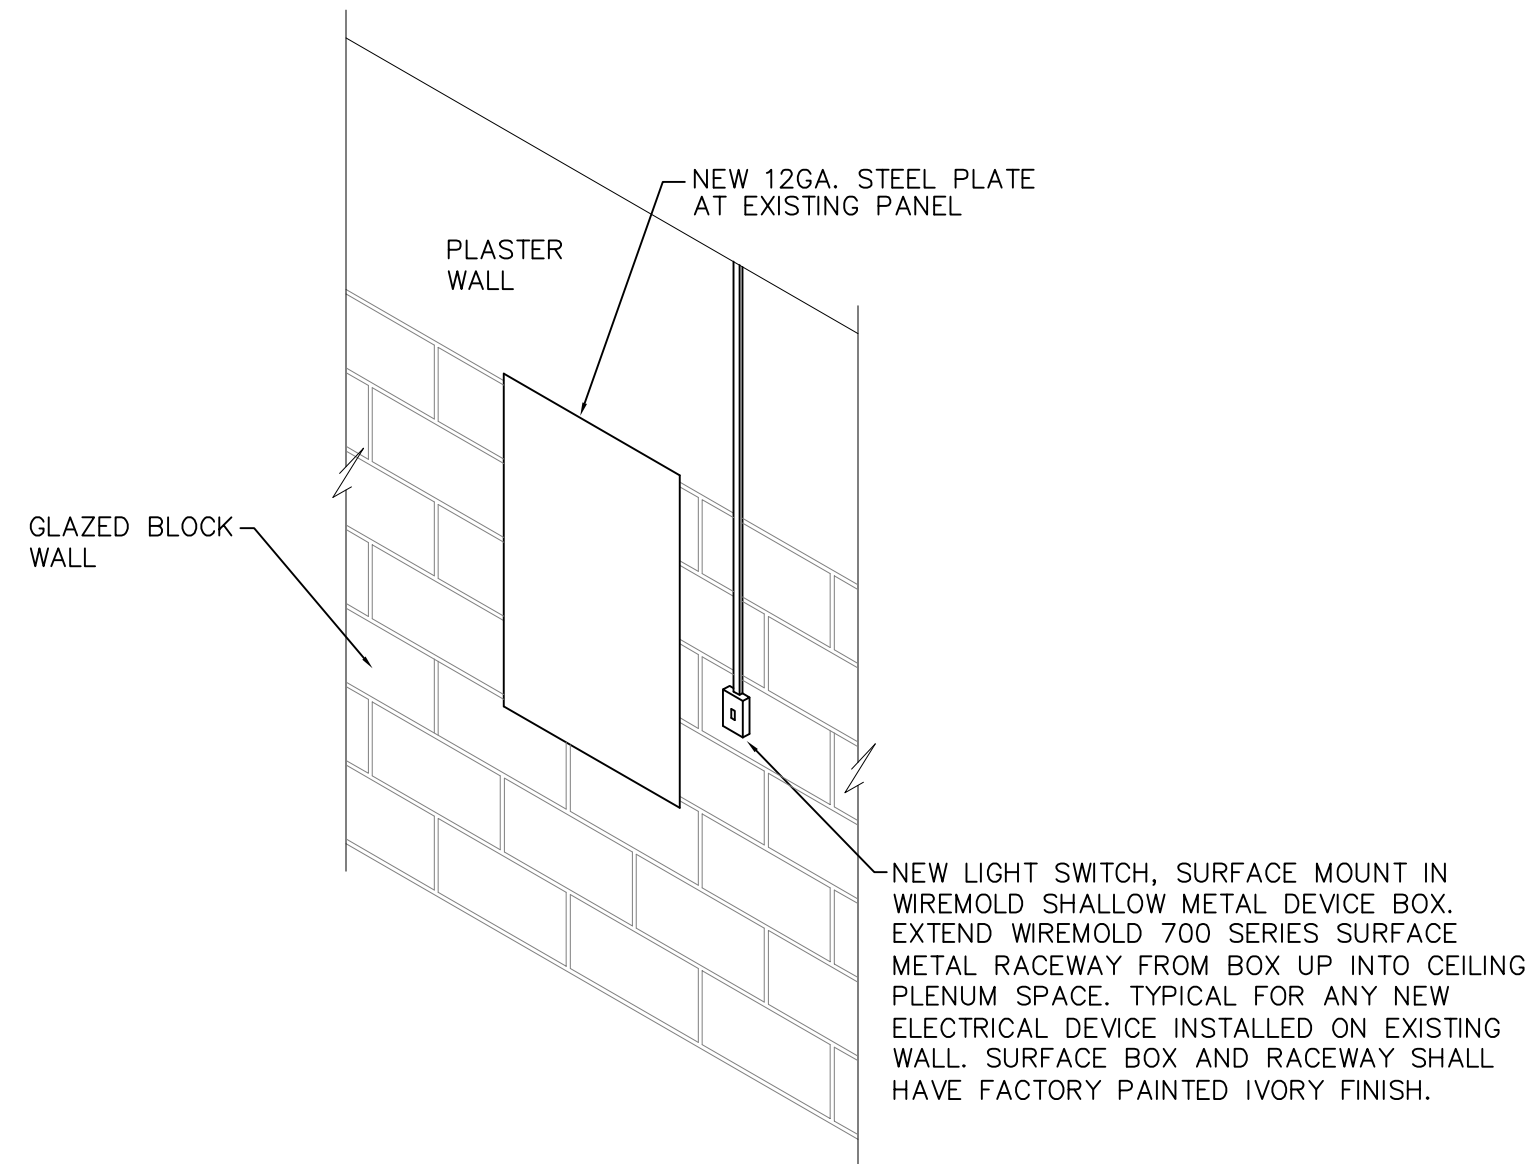 NEW 12GA. STEEL PLATE
AT EXISTING PANEL
PLASTER
WALL
GLAZED BLOCK
WALL
NEW LIGHT SWITCH, SURFACE MOUNT IN
WIREMOLD SHALLOW METAL DEVICE BOX.
EXTEND WIREMOLD 700 SERIES SURFACE
METAL RACEWAY FROM BOX UP INTO CEILING
PLENUM SPACE. TYPICAL FOR ANY NEW
ELECTRICAL DEVICE INSTALLED ON EXISTING
WALL. SURFACE BOX AND RACEWAY SHALL
HAVE FACTORY PAINTED IVORY FINISH.